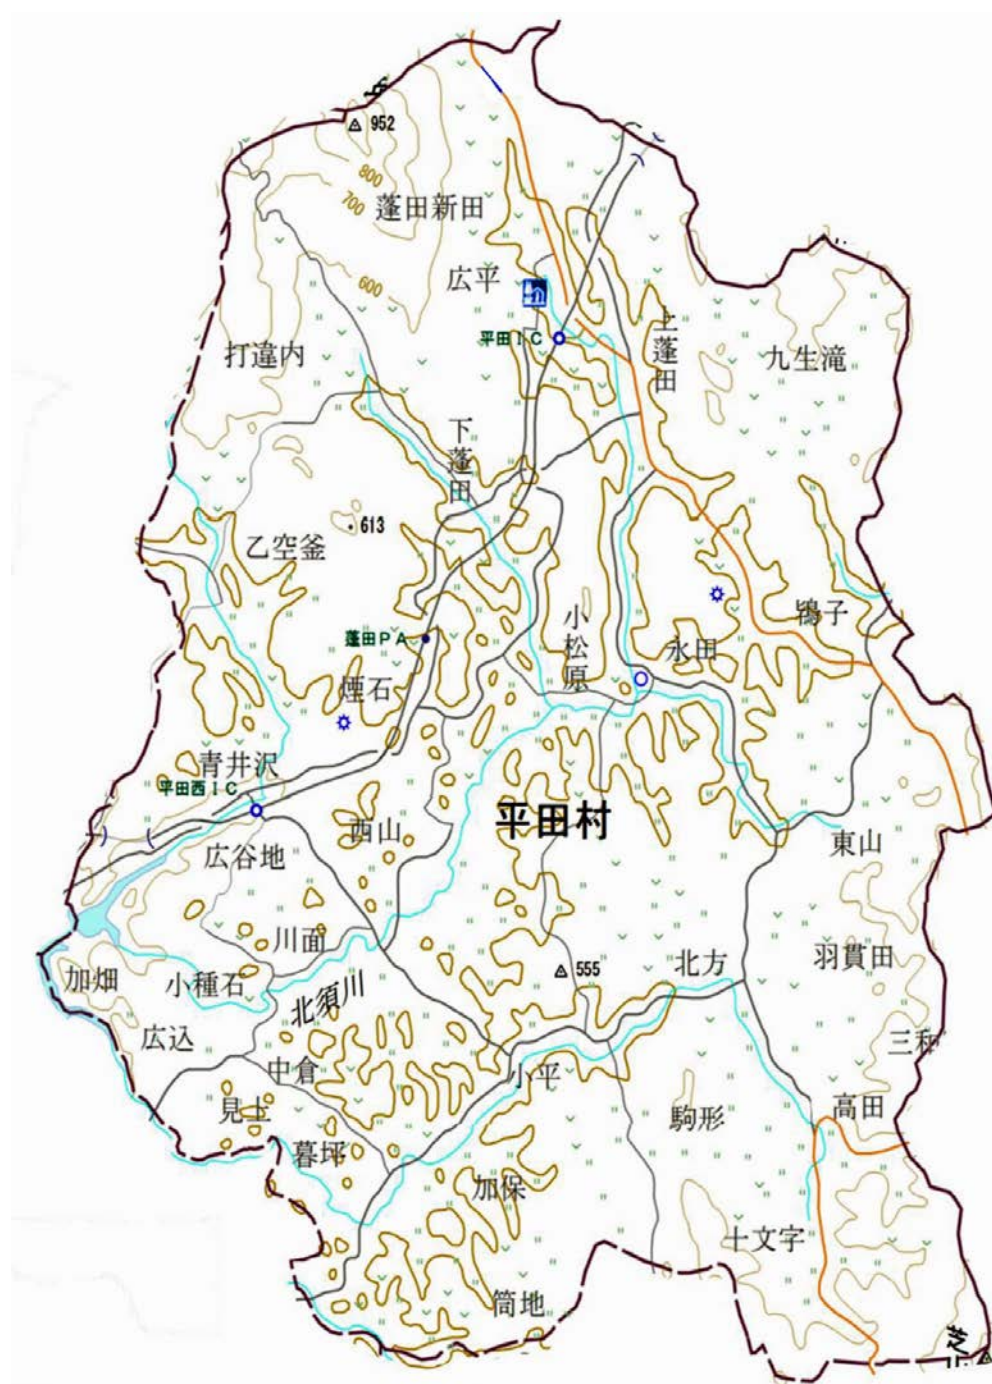 952
800
700
蓬田新田
600
広平
平田IC
上蓬田
打違内
九生滝
下蓬田
613
乙空釜
小松原
鴇子
蓬田PA
永田
煙石
青井沢
平田西IC
平田村
西山
東山
広谷地
川面
羽貫田
555
北方
加畑
小種石
北須川
広込
三和
中倉
小平
見上
高田
駒形
暮坪
加保
十文字
筒地